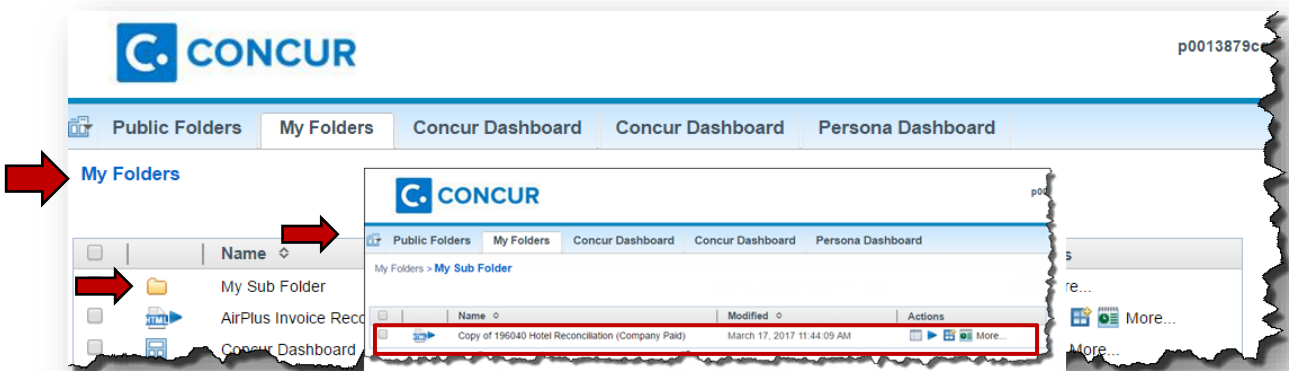 C. CONCUR
p0013879c
Public Folders My Folders Concur Dashboard Concur Dashboard Persona Dashboard
My Folders
Name
My Sub Folder
AirPlus Invoice Reco
Concur Dashboard
More...
More...
C. CONCUR
p00
Public Folders My Folders Concur Dashboard Concur Dashboard Persona Dashboard
My Folders > My Sub Folder
Name Modified Actions
Copy of 196040 Hotel Reconciliation (Company Paid) March 17, 2017 11:44:09 AM More...